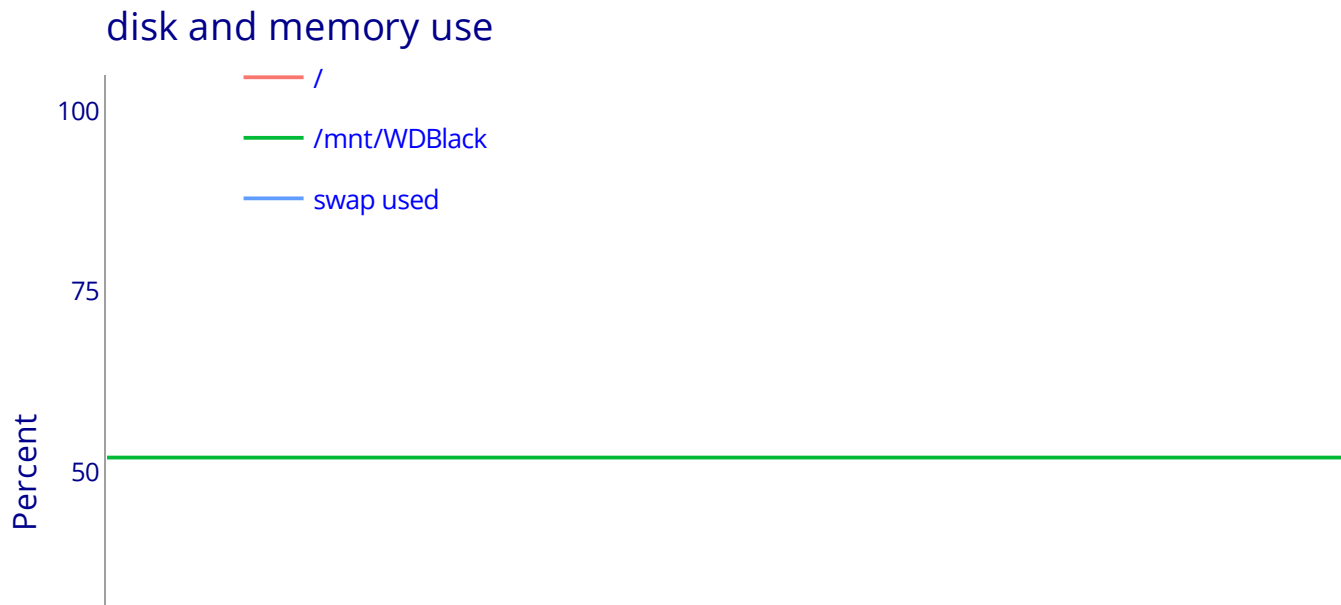 disk and memory use
/
100
/mnt/WDBlack
swap used
75
Percent
50